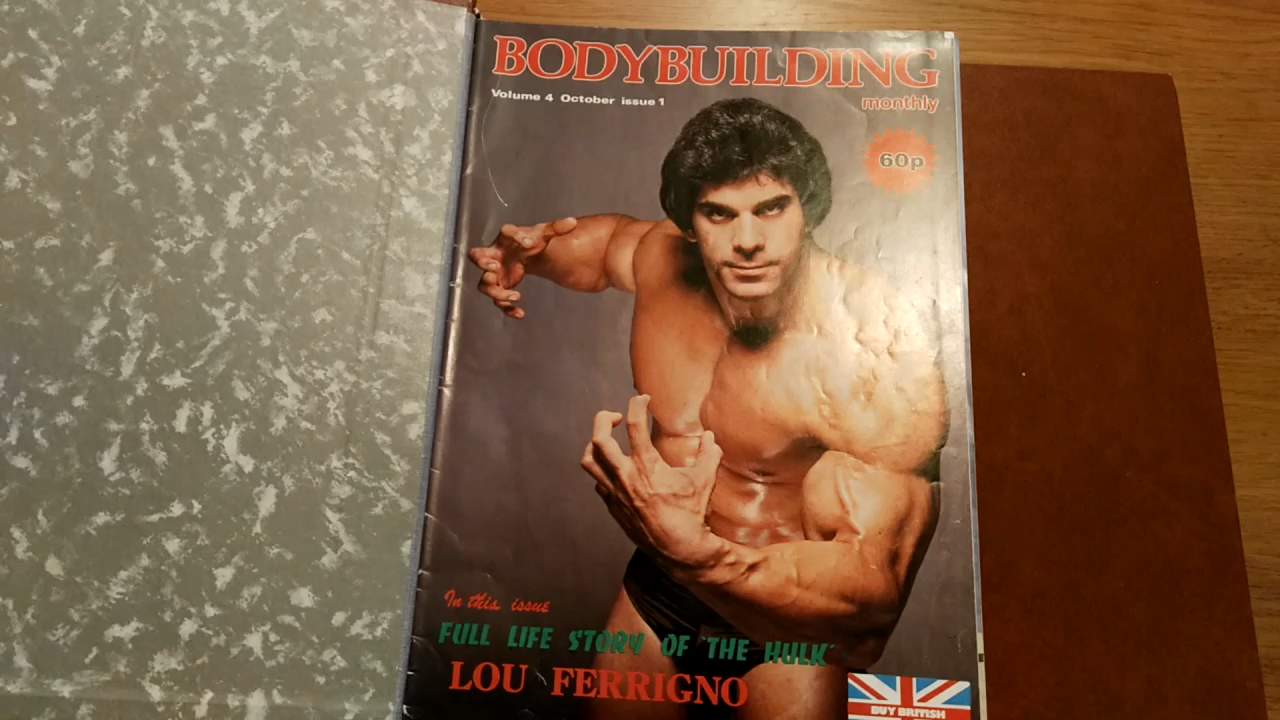 BODYBUILDING
monthly
Volume 4 October issue 1
60p
In this issue
FULL LIFE STORY OF 'THE HULK'
LOU FERRIGNO
BUY BRITISH